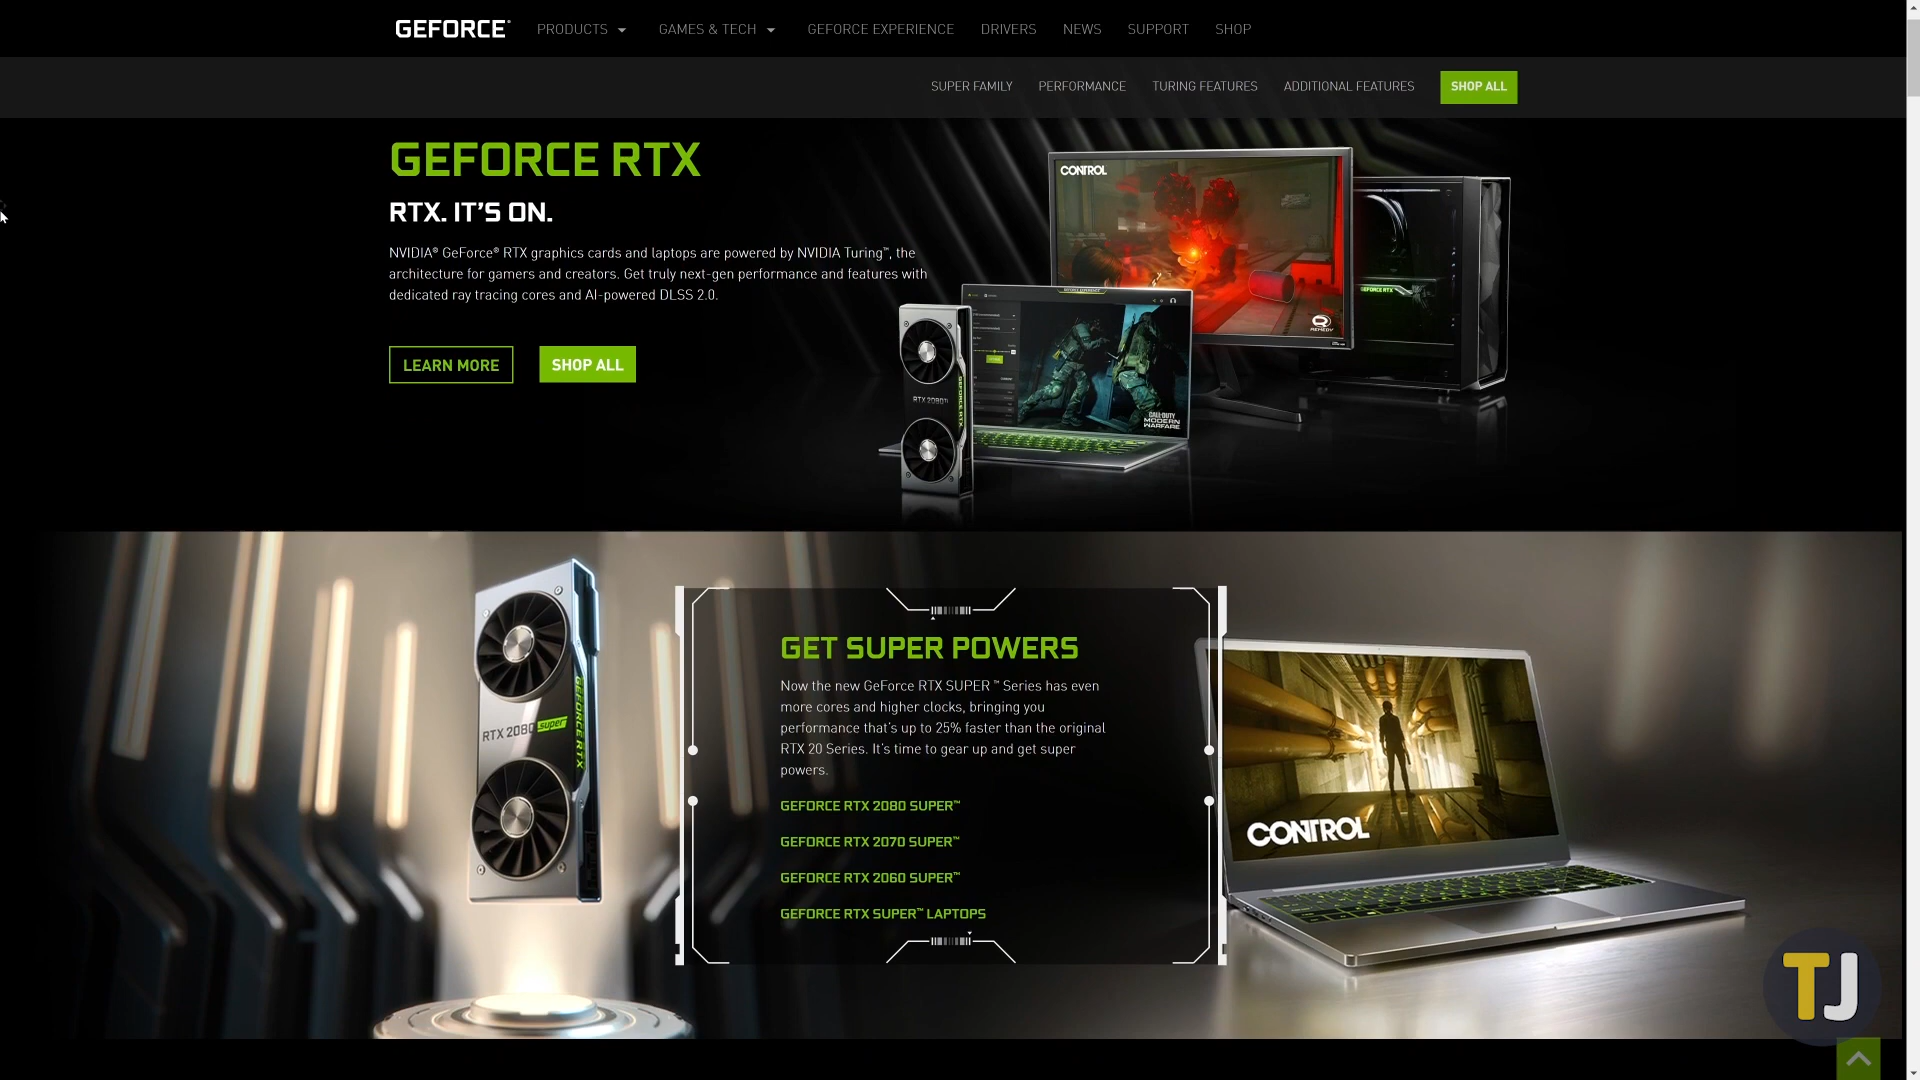 GEFORCE
PRODUCTS
GAMES & TECH
GEFORCE EXPERIENCE
DRIVERS
NEWS
SUPPORT
SHOP
SUPER FAMILY
PERFORMANCE
TURING FEATURES
ADDITIONAL FEATURES
SHOP ALL
GEFORCE RTX
RTX. IT'S ON.
NVIDIA® GeForce® RTX graphics cards and laptops are powered by NVIDIA Turing™, the
architecture for gamers and creators. Get truly next-gen performance and features with
dedicated ray tracing cores and AI-powered DLSS 2.0.
LEARN MORE
SHOP ALL
CONTROL
GEFORCE RTX
REMEDY
RTX 2080 Ti
GEFORCE RTX
CALL OF DUTY
MODERN
WARFARE
RTX 2080 SUPER
GEFORCE RTX
GET SUPER POWERS
Now the new GeForce RTX SUPER ™ Series has even
more cores and higher clocks, bringing you
performance that's up to 25% faster than the original
RTX 20 Series. It's time to gear up and get super
powers.
GEFORCE RTX 2080 SUPER™
GEFORCE RTX 2070 SUPER™
GEFORCE RTX 2060 SUPER™
GEFORCE RTX SUPER™ LAPTOPS
CONTROL
TJ